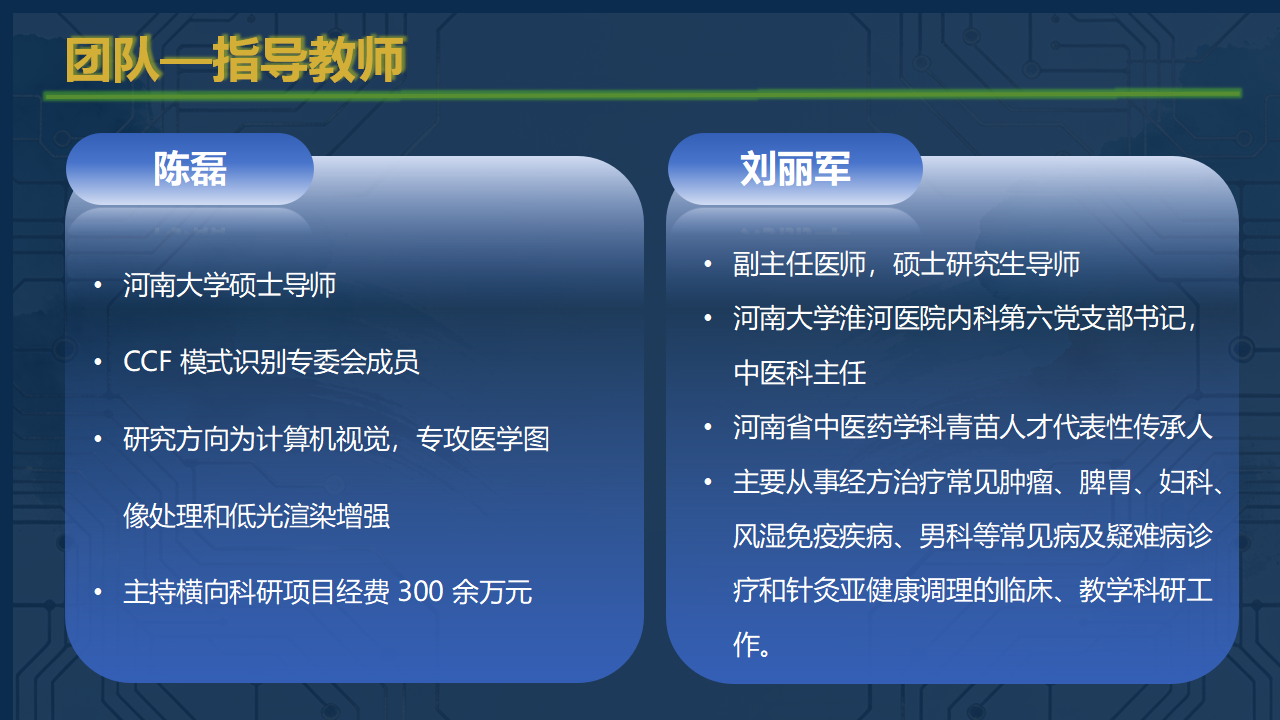 团队—指导教师
陈磊
• 河南大学硕士导师
• CCF 模式识别专委会成员
• 研究方向为计算机视觉，专攻医学图
像处理和低光渲染增强
• 主持横向科研项目经费 300 余万元
刘丽军
• 副主任医师，硕士研究生导师
• 河南大学淮河医院内科第六党支部书记，
中医科主任
• 河南省中医药学科青苗人才代表性传承人
• 主要从事经方治疗常见肿瘤、脾胃、妇科、
风湿免疫疾病、男科等常见病及疑难病诊
疗和针灸亚健康调理的临床、教学科研工
作。